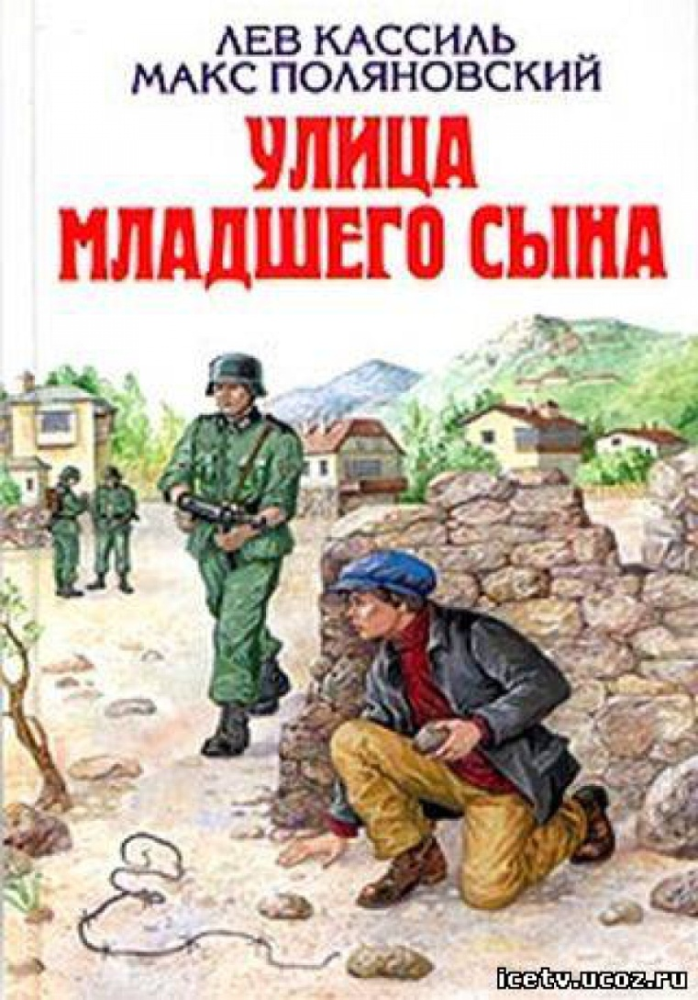 ЛЕВ КАССИЛЬ
МАКС ПОЛЯНОВСКИЙ
УЛИЦА
МЛАДШЕГО СЫНА
icetv.ucoz.ru